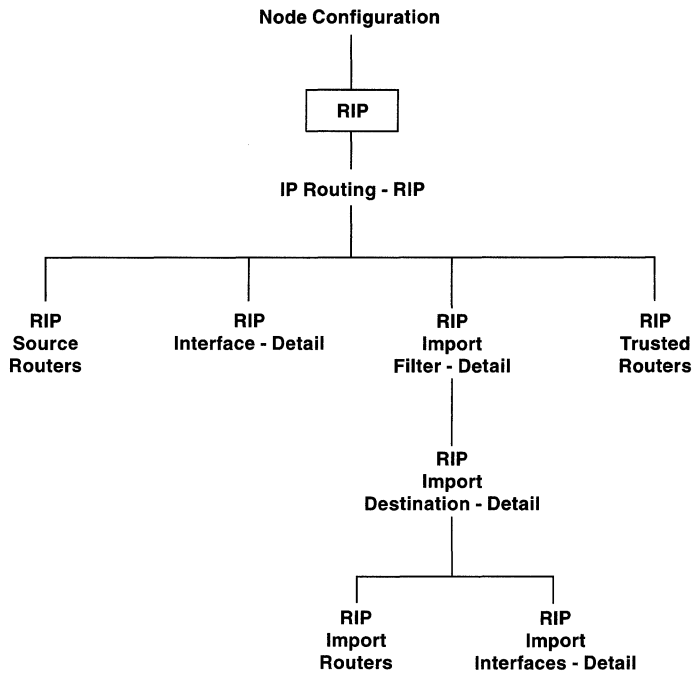 Node Configuration
RIP
IP Routing - RIP
RIP
Source
Routers
RIP
Interface - Detail
RIP
Import
Filter - Detail
RIP
Trusted
Routers
RIP
Import
Destination - Detail
RIP
Import
Routers
RIP
Import
Interfaces - Detail